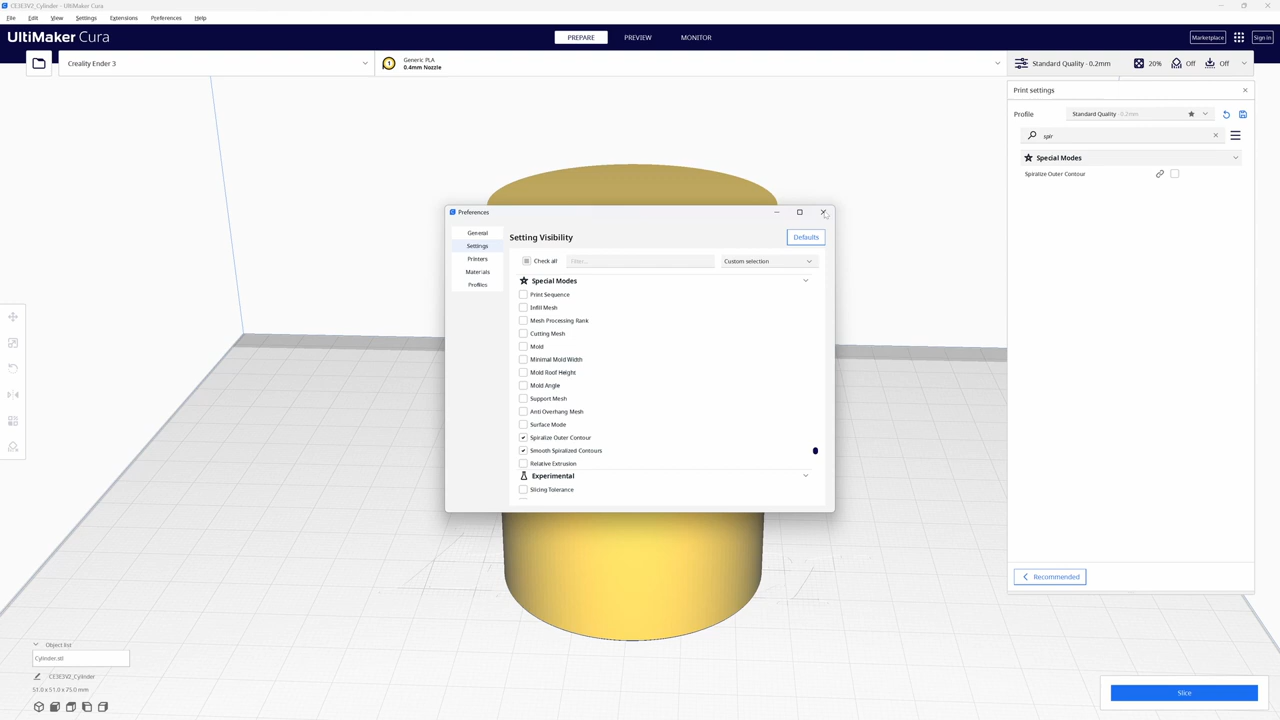 CE3E3V2_Cylinder - UltiMaker Cura
File Edit View Settings Extensions Preferences Help
UltiMaker Cura
PREPARE
PREVIEW
MONITOR
Marketplace
Sign in
Creality Ender 3
1
Generic PLA
0.4mm Nozzle
Standard Quality - 0.2mm
20%
Off
Off
Print settings
Profile
Standard Quality - 0.2mm
spir
Special Modes
Spiralize Outer Contour
Preferences
General
Settings
Printers
Materials
Profiles
Setting Visibility
Defaults
Check all
Filter...
Custom selection
Special Modes
Print Sequence
Infill Mesh
Mesh Processing Rank
Cutting Mesh
Mold
Minimal Mold Width
Mold Roof Height
Mold Angle
Support Mesh
Anti Overhang Mesh
Surface Mode
Spiralize Outer Contour
Smooth Spiralized Contours
Relative Extrusion
Experimental
Slicing Tolerance
Recommended
Object list
Cylinder.stl
CE3E3V2_Cylinder
51.0 x 51.0 x 75.0 mm
Slice